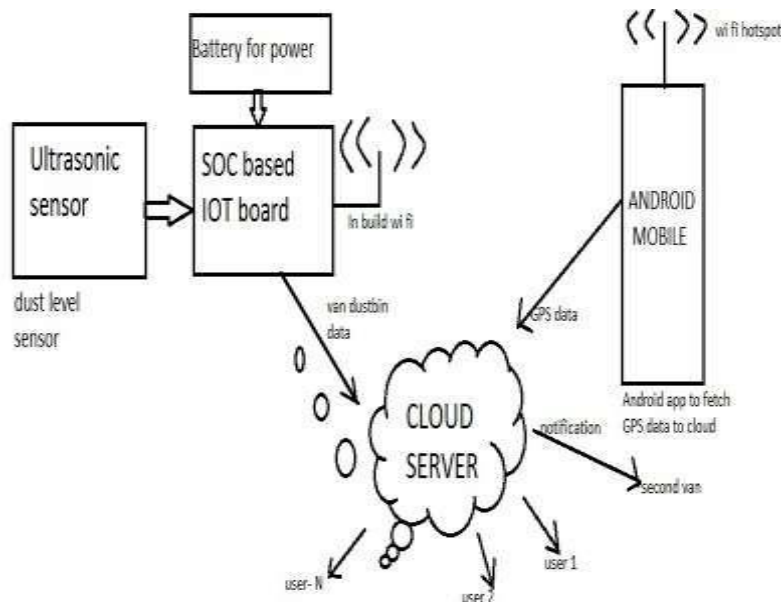 Battery for power
wi fi hotspot
Ultrasonic
sensor
SOC based
IOT board
In build wi fi
ANDROID
MOBILE
dust level
sensor
van dustbin
data
GPS data
Android app to fetch
GPS data to cloud
CLOUD
SERVER
notification
second van
user 1
user 2
user- N